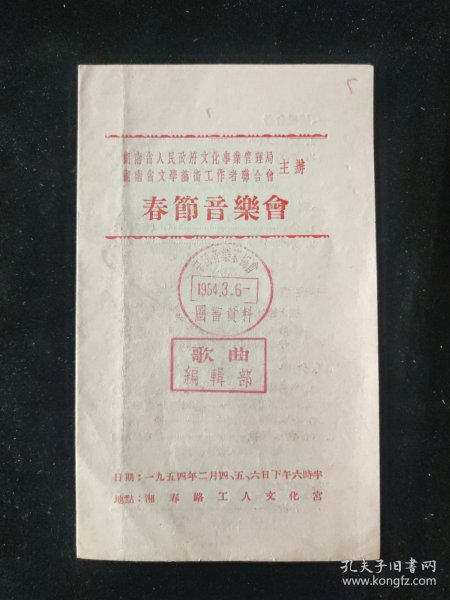 7
湖南省人民政府文化事業管理局
湖南省文學藝術工作者聯合會
主辦
春節音樂會
1954.3.6-
圖書資料
歌曲
編輯部
日期：一九五四年二月四、五、六日下午六時半
地點：湘春路工人文化宮
孔夫子旧书网
www.kongfz.com